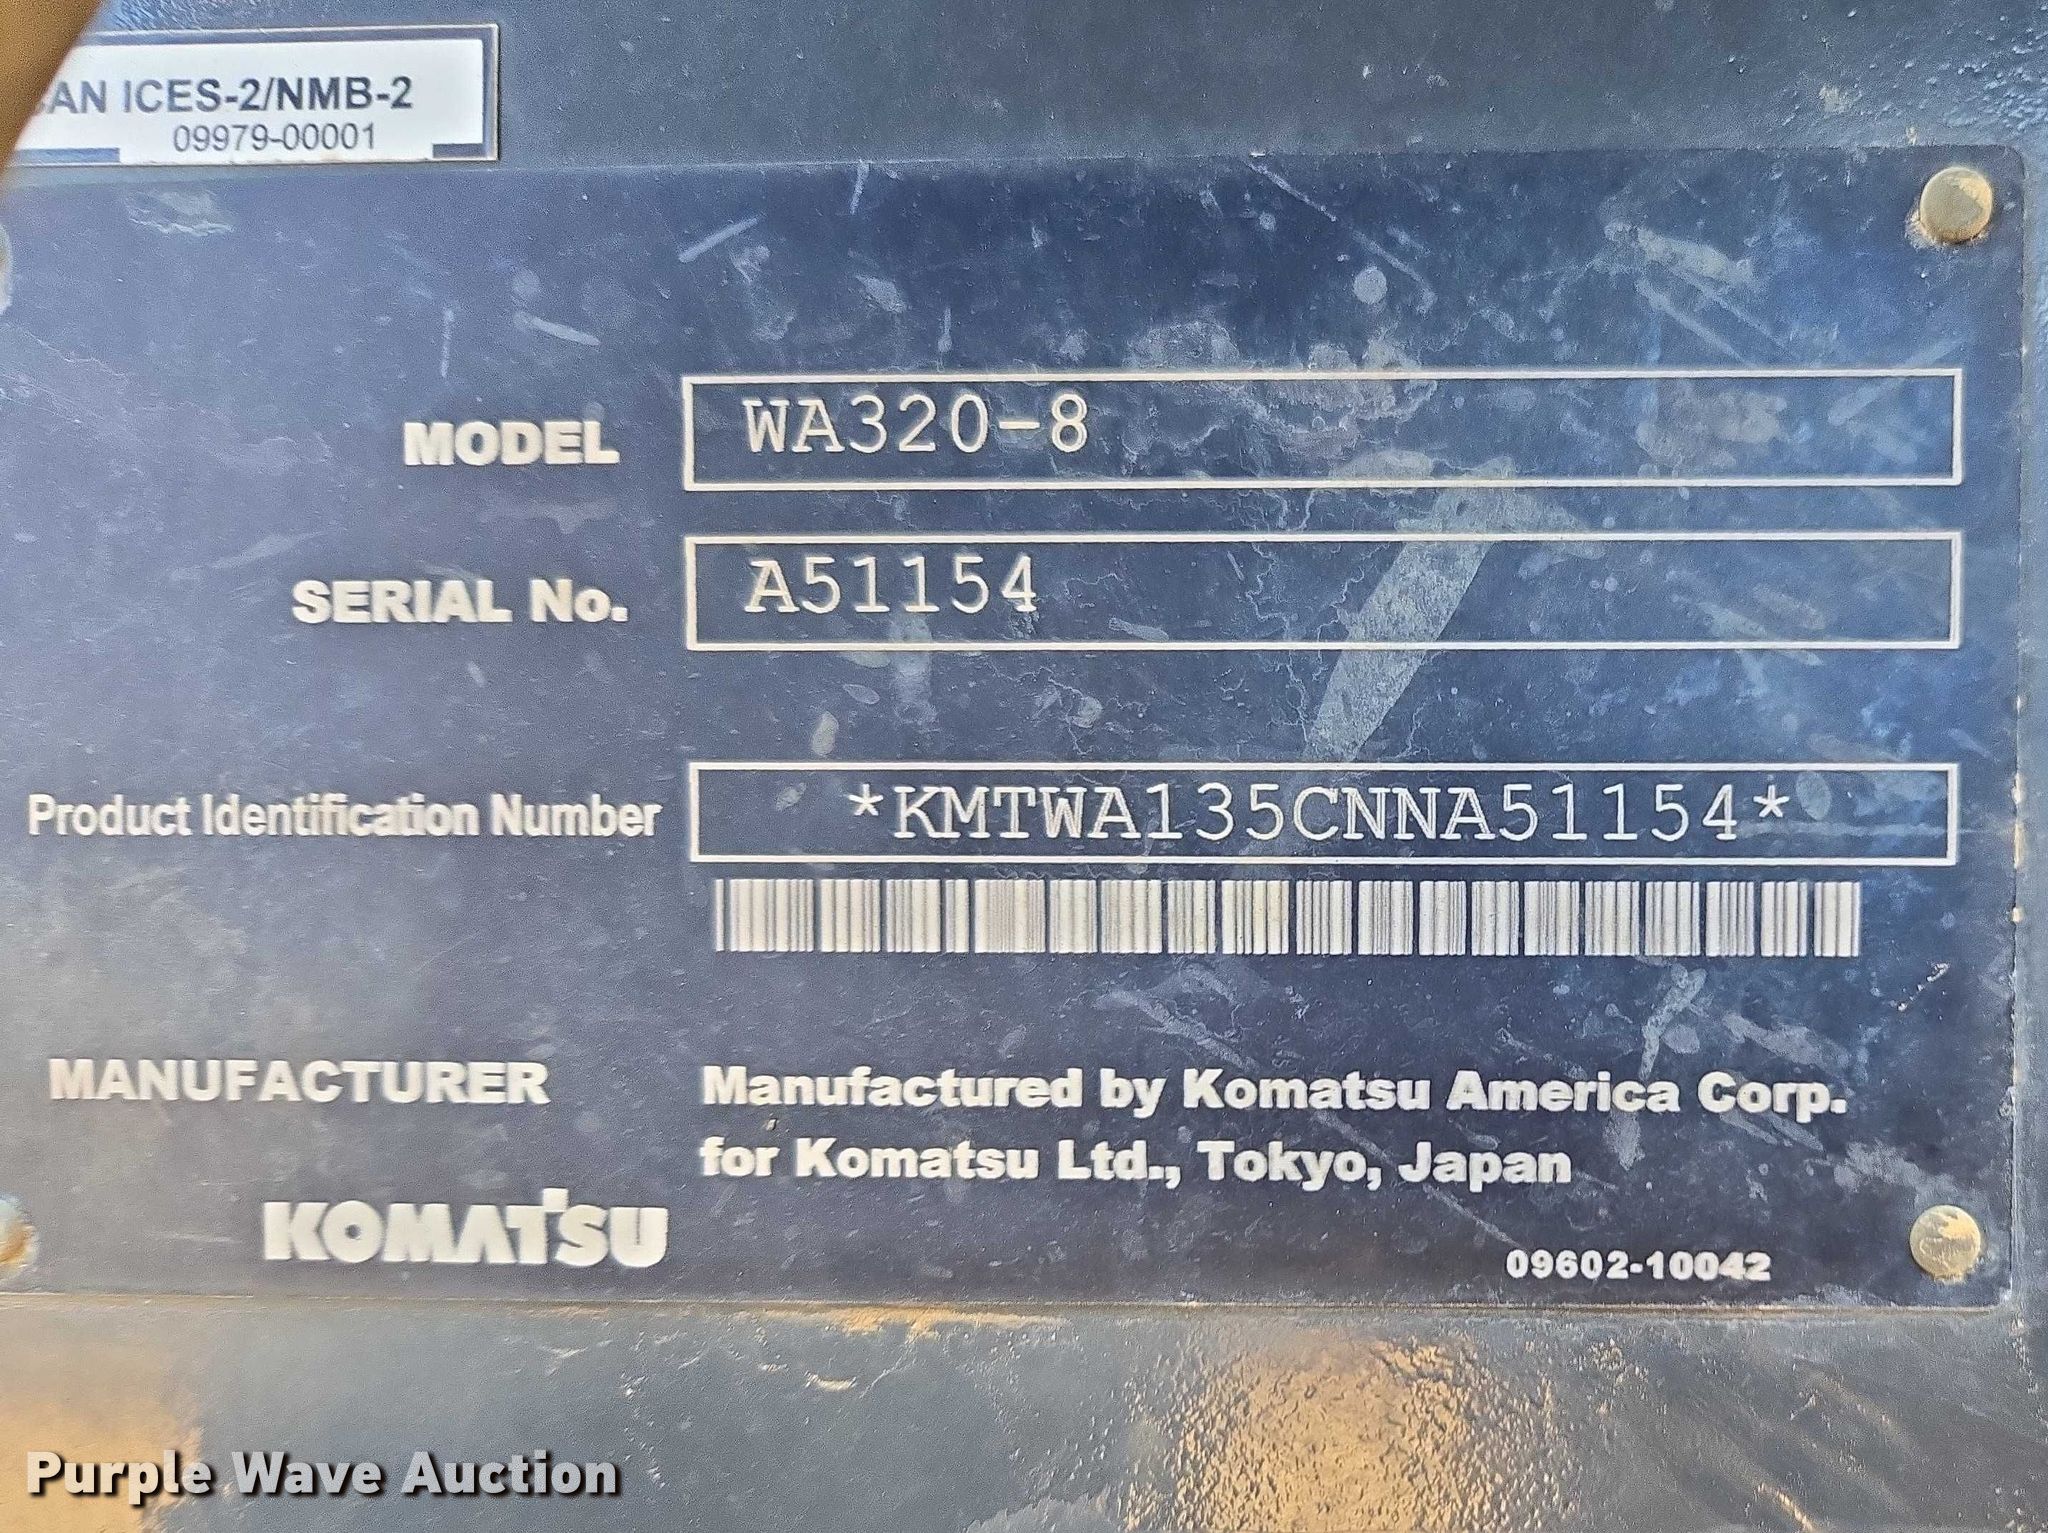 CAN ICES-2/NMB-2
09979-00001
MODEL WA320-8
SERIAL No. A51154
Product Identification Number *KMTWA135CNNA51154*
MANUFACTURER Manufactured by Komatsu America Corp.
for Komatsu Ltd., Tokyo, Japan
KOMATSU
09602-10042
Purple Wave Auction